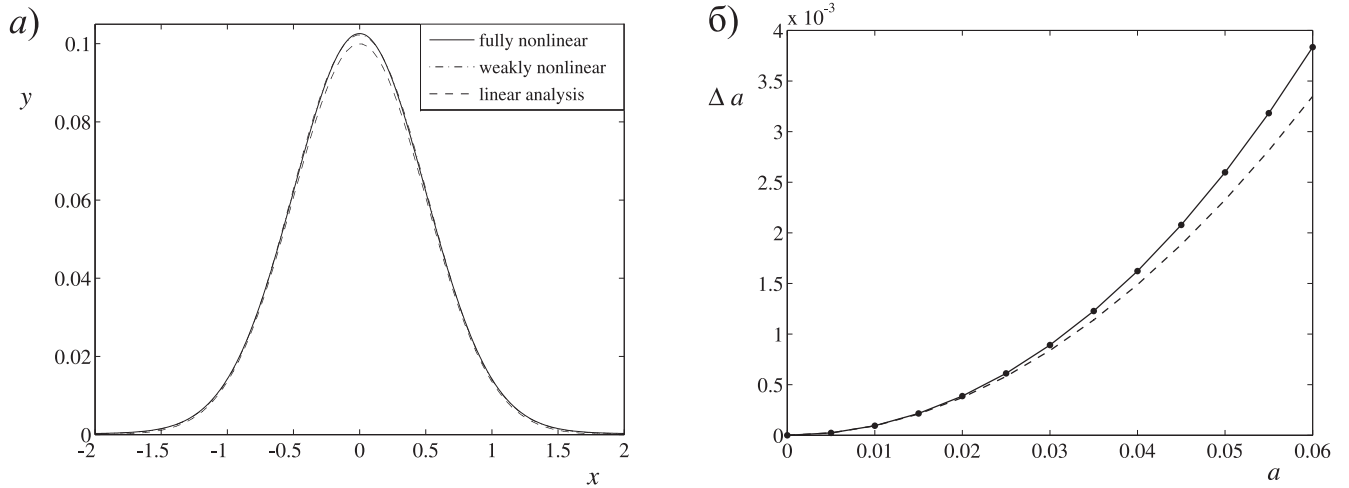 a)
y
0.1
0.08
0.06
0.04
0.02
0
-2 -1.5 -1 -0.5 0 0.5 1 1.5 2
x
fully nonlinear
weakly nonlinear
linear analysis
б)
x 10⁻³
Δ a
4
3.5
3
2.5
2
1.5
1
0.5
0
0 0.01 0.02 0.03 0.04 0.05 0.06
a